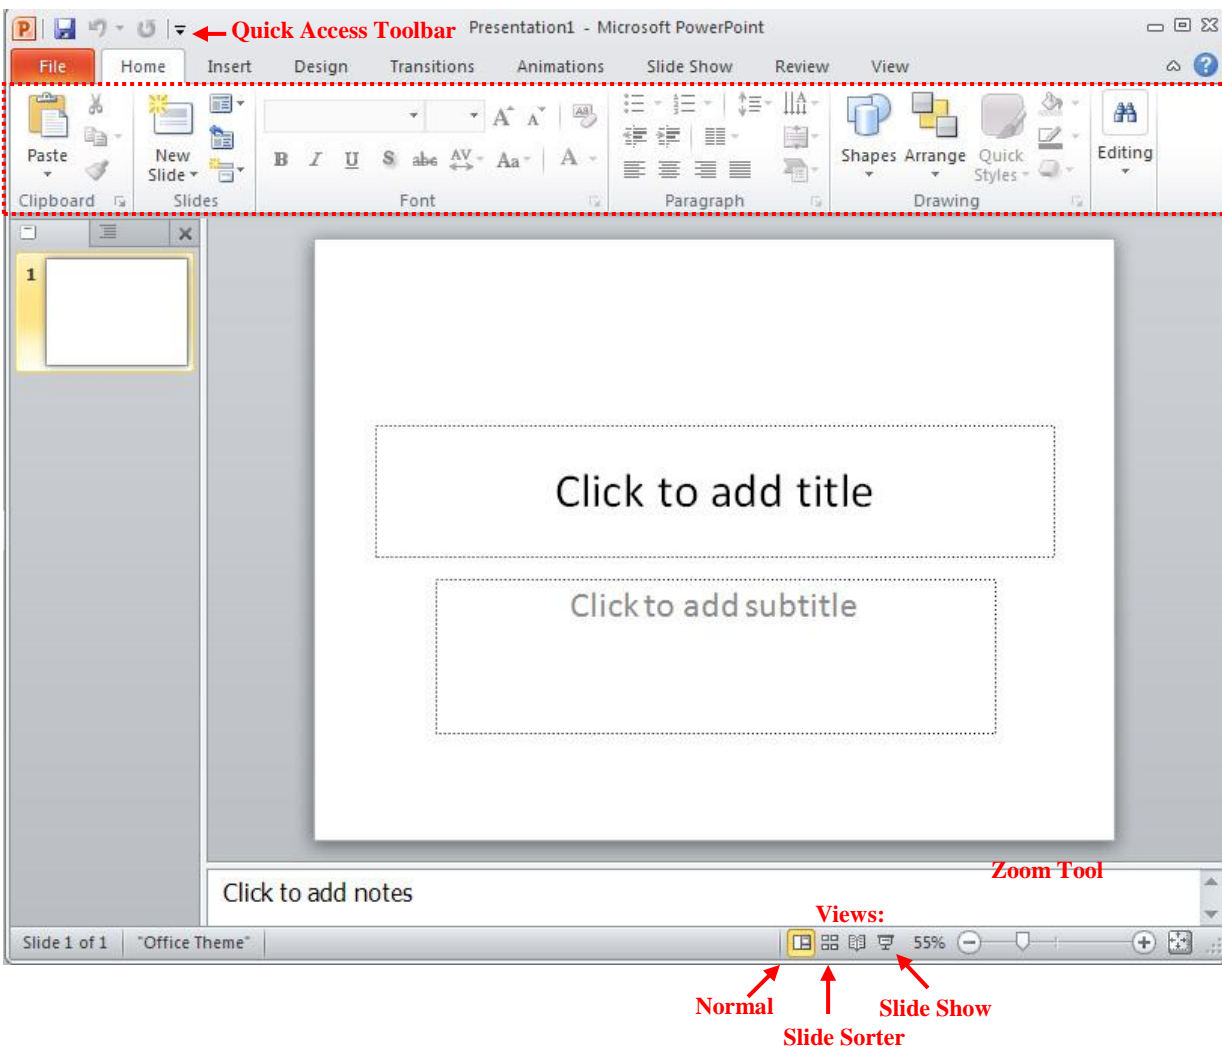 Quick Access Toolbar Presentation1 - Microsoft PowerPoint
File Home Insert Design Transitions Animations Slide Show Review View
Paste New Slide Shapes Arrange Quick Styles Editing
B I U S abc AV Aa A
Clipboard Slides Font Paragraph Drawing
1
Click to add title
Click to add subtitle
Zoom Tool
Click to add notes
Views:
Slide 1 of 1 "Office Theme" 55%
Normal Slide Show
Slide Sorter